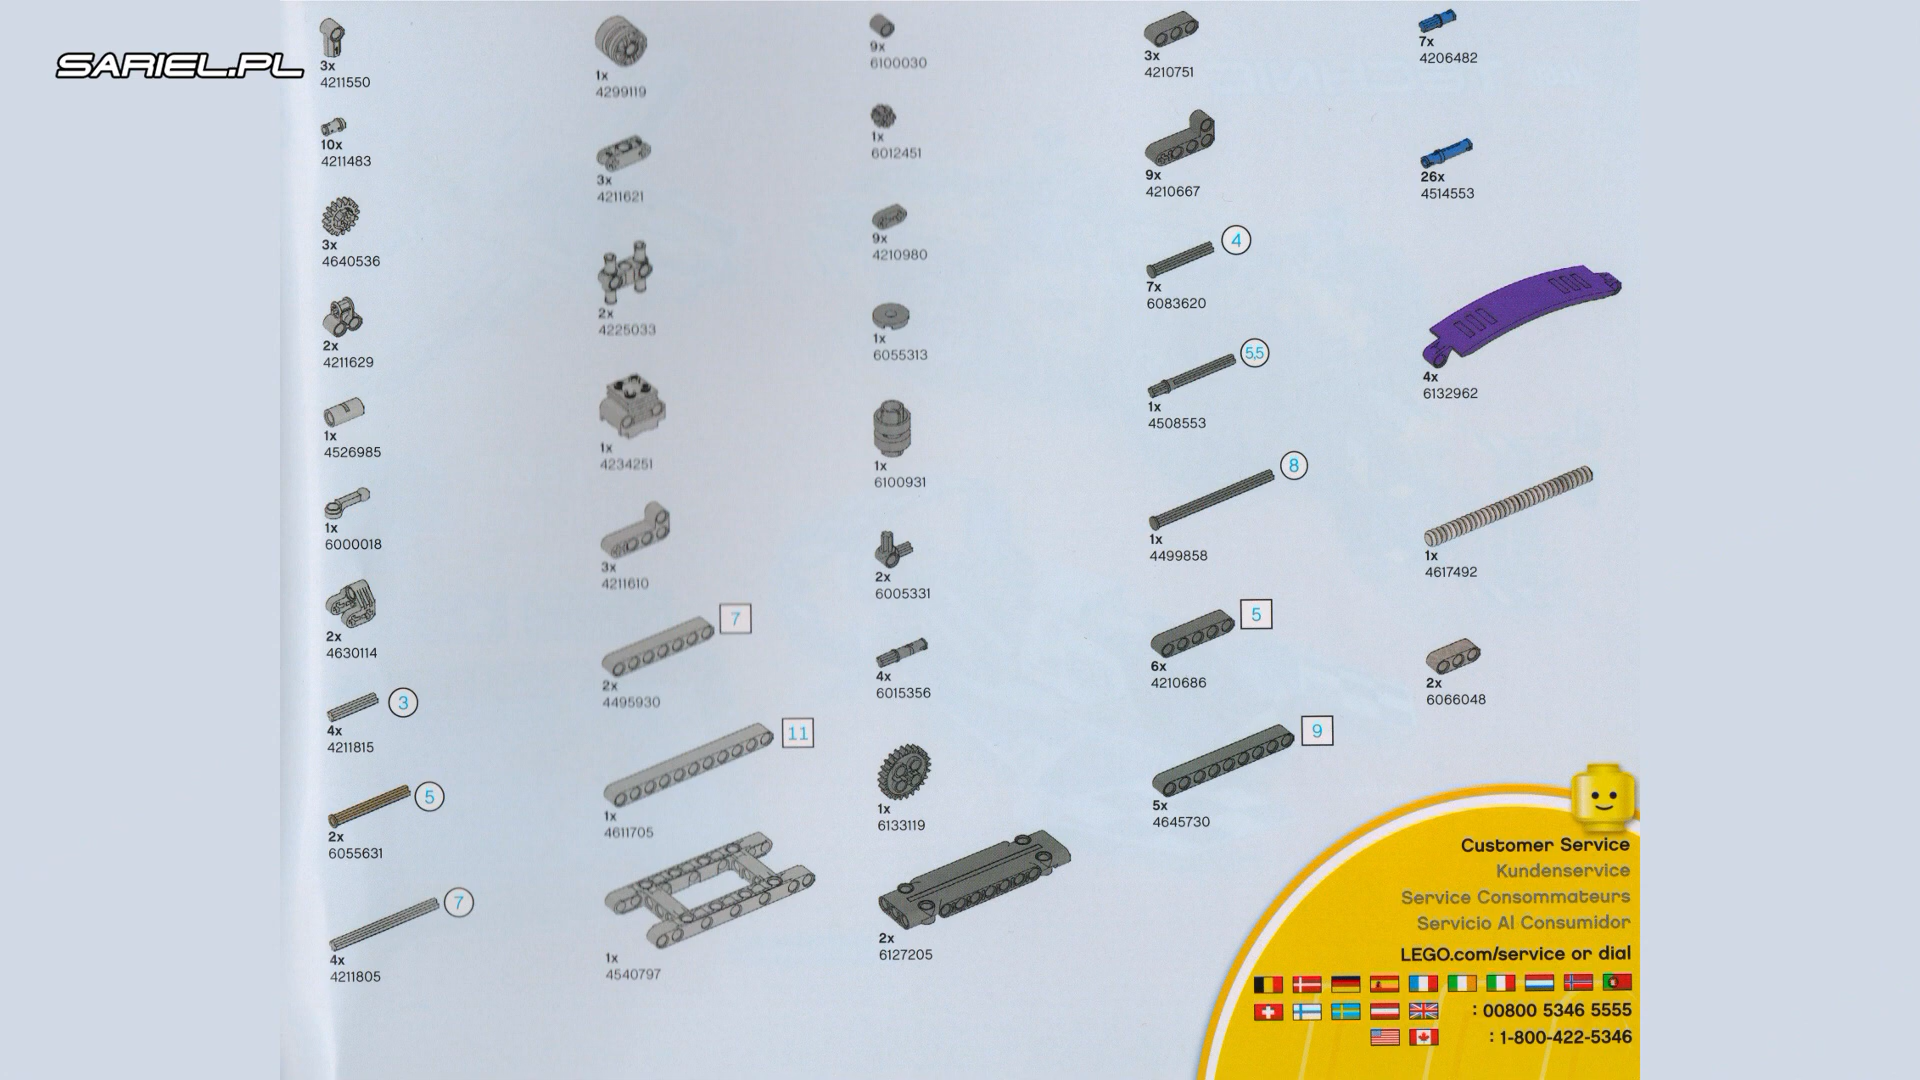 SARIEL.PL
3x
4211550
10x
4211483
3x
4640536
2x
4211629
1x
4526985
1x
6000018
2x
4630114
3
4x
4211815
5
2x
6055631
7
4x
4211805
1x
4299119
3x
4211621
2x
4225033
1x
4234251
3x
4211610
7
2x
4495930
11
1x
4611705
1x
4540797
9x
6100030
1x
6012451
9x
4210980
1x
6055313
1x
6100931
2x
6005331
4x
6015356
1x
6133119
2x
6127205
3x
4210751
9x
4210667
4
7x
6083620
5,5
1x
4508553
8
1x
4499858
5
6x
4210686
9
5x
4645730
7x
4206482
26x
4514553
4x
6132962
1x
4617492
2x
6066048
Customer Service
Kundenservice
Service Consommateurs
Servicio Al Consumidor
LEGO.com/service or dial
: 00800 5346 5555
: 1-800-422-5346